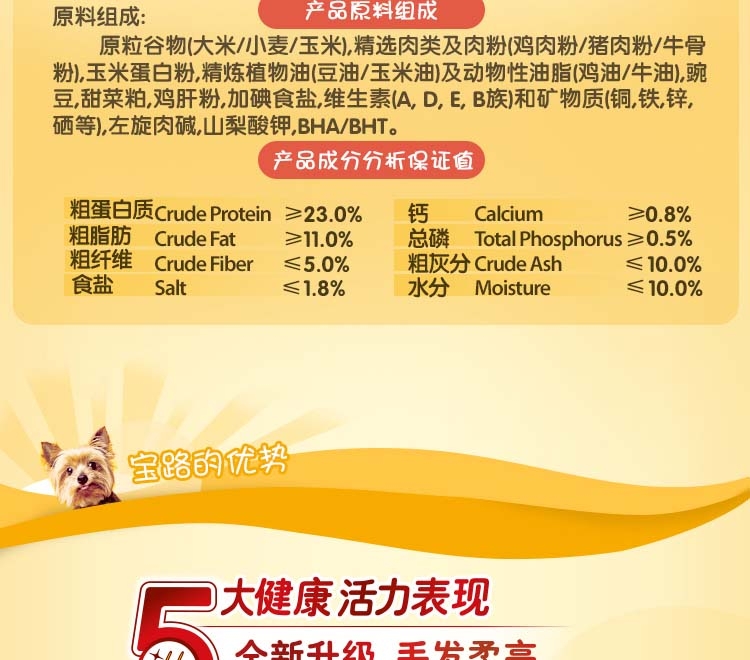 产品原料组成
原料组成:
原粒谷物(大米/小麦/玉米),精选肉类及肉粉(鸡肉粉/猪肉粉/牛骨
粉),玉米蛋白粉,精炼植物油(豆油/玉米油)及动物性油脂(鸡油/牛油),豌
豆,甜菜粕,鸡肝粉,加碘食盐,维生素(A, D, E, B族)和矿物质(铜,铁,锌,
硒等),左旋肉碱,山梨酸钾,BHA/BHT。
产品成分分析保证值
粗蛋白质 Crude Protein ≥23.0%
粗脂肪 Crude Fat ≥11.0%
粗纤维 Crude Fiber ≤5.0%
食盐 Salt ≤1.8%
钙 Calcium ≥0.8%
总磷 Total Phosphorus ≥0.5%
粗灰分 Crude Ash ≤10.0%
水分 Moisture ≤10.0%
宝路的优势
5大健康 活力表现
全新升级 毛发柔亮